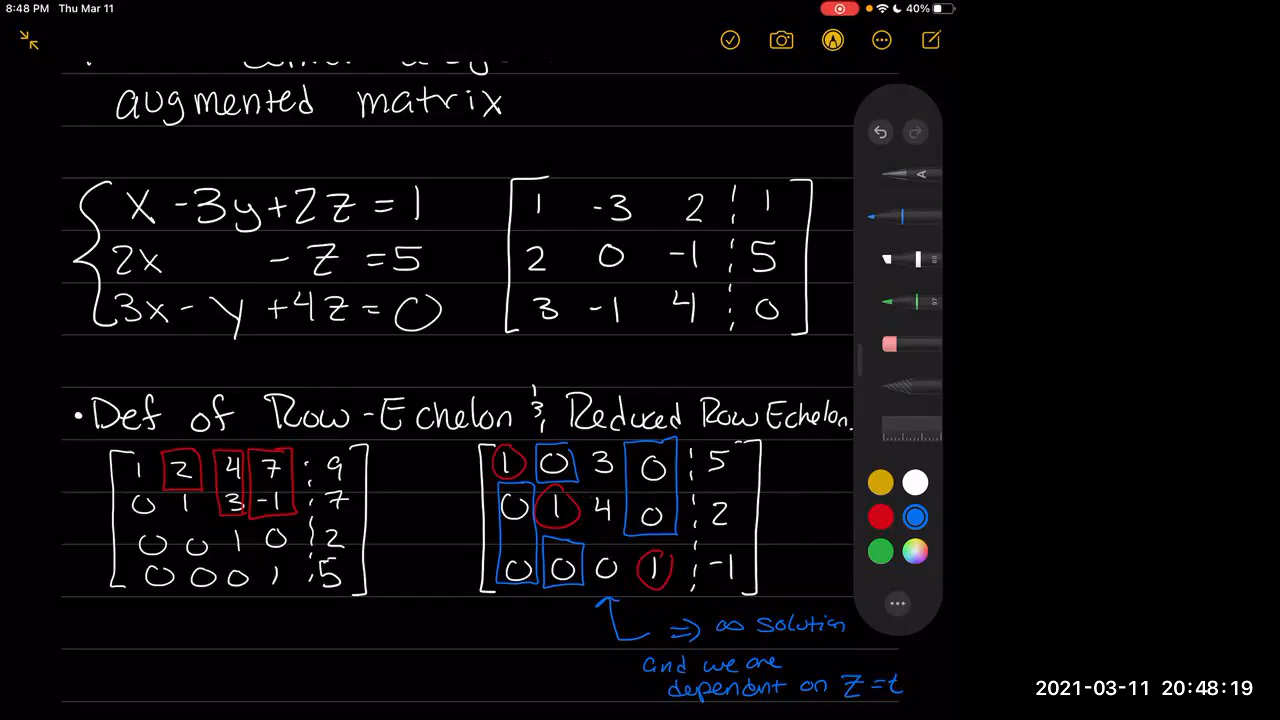 8:48 PM Thu Mar 11
40%
augmented matrix
x - 3y + 2z = 1
2x - z = 5
3x - y + 4z = 0
1 -3 2 1
2 0 -1 5
3 -1 4 0
• Def of Row-Echelon & Reduced Row Echelon.
1 2 4 7 9
0 1 3 -1 7
0 0 1 0 2
0 0 0 1 5
1 0 3 0 5
0 1 4 0 2
0 0 0 1 -1
⇒ ∞ solution
and we are
dependent on z = t
A
80
97
2021-03-11 20:48:19